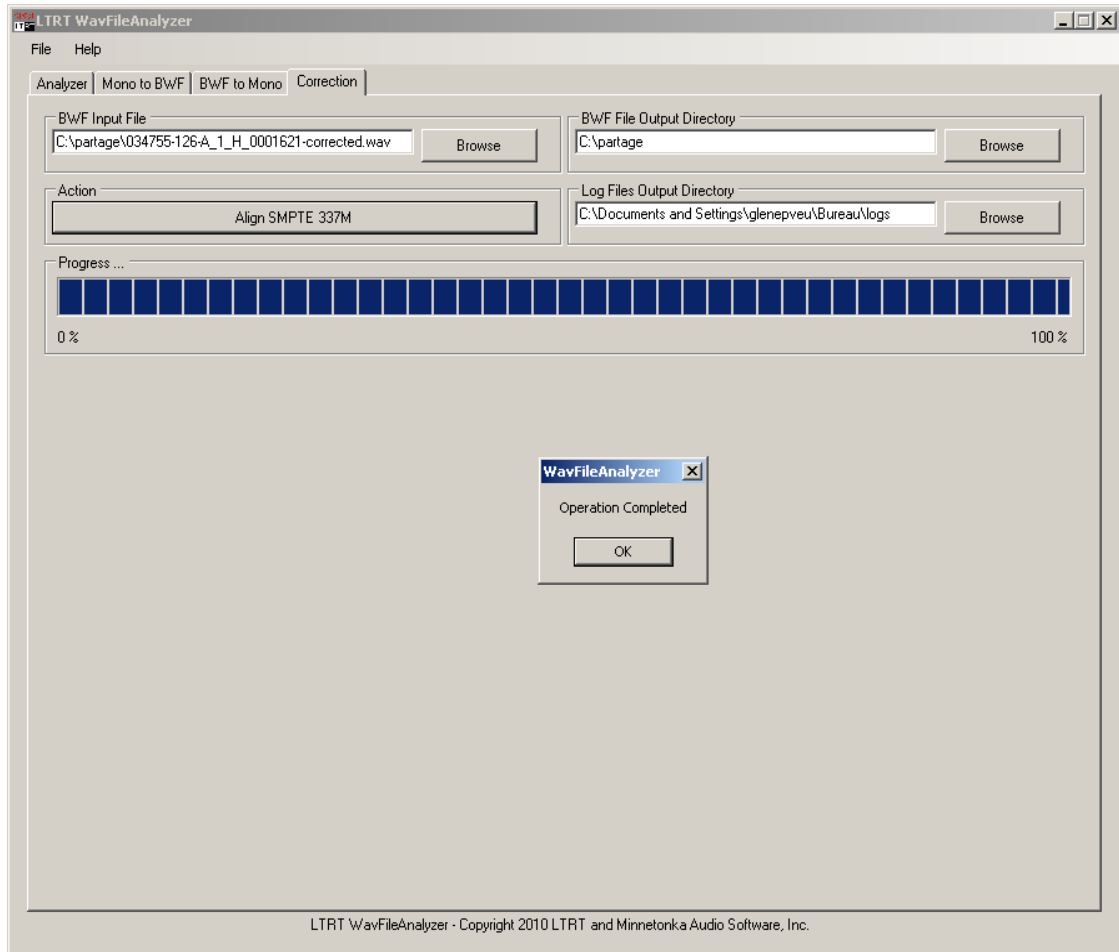 LTRT WavFileAnalyzer
File Help
Analyzer Mono to BWF BWF to Mono Correction
BWF Input File
C:\partage\034755-126-A_1_H_0001621-corrected.wav Browse
BWF File Output Directory
C:\partage Browse
Action
Align SMPTE 337M
Log Files Output Directory
C:\Documents and Settings\glenepveu\Bureau\logs Browse
Progress ...
0 % 100 %
WavFileAnalyzer
Operation Completed
OK
LTRT WavFileAnalyzer - Copyright 2010 LTRT and Minnetonka Audio Software, Inc.